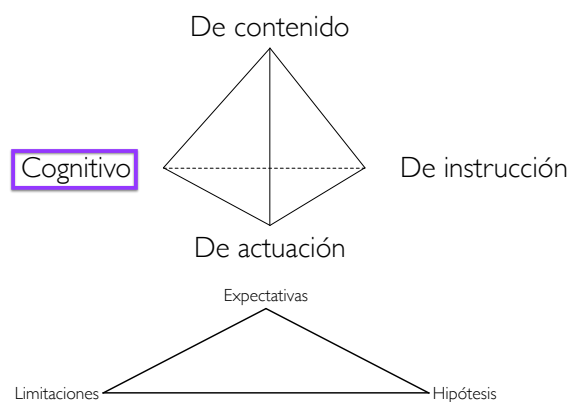 De contenido
Cognitivo
De instrucción
De actuación
Expectativas
Limitaciones
Hipótesis